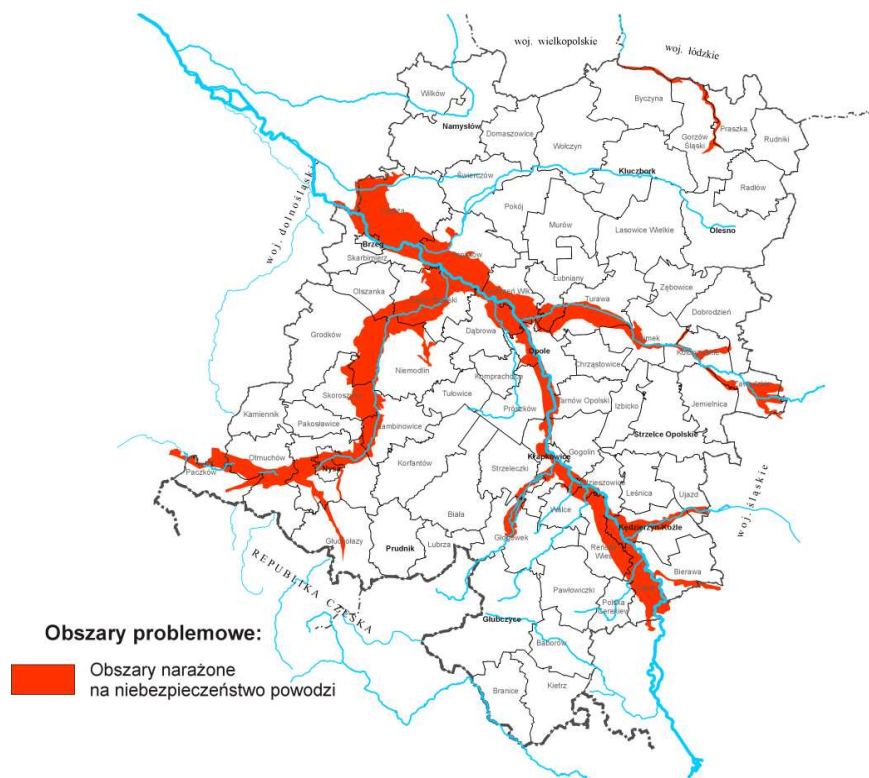 woj. wielkopolskie
woj. łódzkie
Wilków
Byczyna
Namysłów
Domaszowice
Wołczyn
Gorzów
Śląski
Praszka
Rudniki
Świerczów
Kluczbork
Radłów
woj. dolnośląskie
Pokój
Murów
Lasowice Wielkie
Olesno
Brzeg
Skarbimierz
Łubniany
Zębowice
Olszanka
Turawa
Dobrodzień
Grodków
Dąbrowa
Opole
Niemodlin
Chrząstowice
Komprachcice
Skoroszyce
Tułowice
Prószków
Tarnów Opolski
Izbicko
Jemielnica
Kamiennik
Pakosławice
Łambinowice
Strzelce Opolskie
Otmuchów
Korfantów
Krapkowice
Gogolin
Paczków
Nysa
Strzeleczki
Zdzieszowice
Leśnica
Ujazd
woj. śląskie
Biała
Walce
Głogówek
Kędzierzyn-Koźle
Głuchołazy
Prudnik
Lubrza
Bierawa
REPUBLIKA CZESKA
Pawłowiczki
Polska
Cerekiew
Głubczyce
Baborów
Branice
Kietrz
Obszary problemowe:
Obszary narażone
na niebezpieczeństwo powodzi